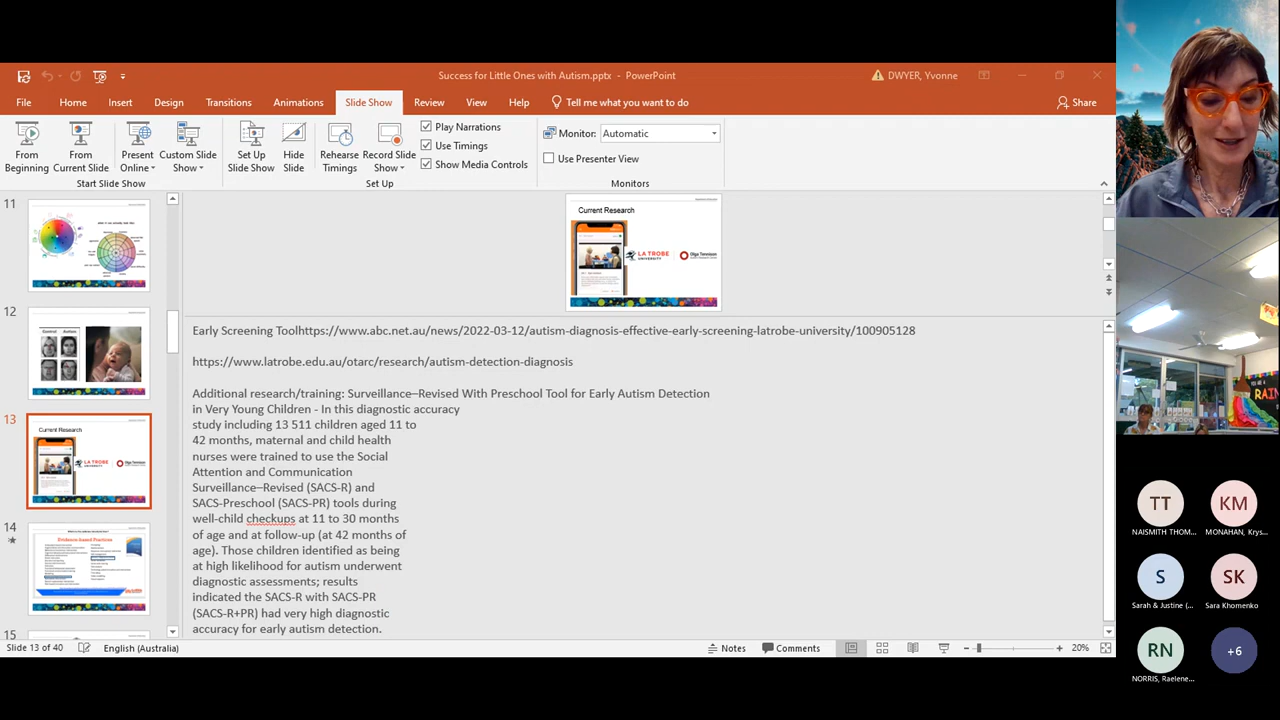 Success for Little Ones with Autism.pptx - PowerPoint
DWYER, Yvonne
File Home Insert Design Transitions Animations Slide Show Review View Help Tell me what you want to do Share
From Beginning
From Current Slide
Present Online
Custom Slide Show
Start Slide Show
Set Up Slide Show
Hide Slide
Rehearse Timings
Record Slide Show
Play Narrations
Use Timings
Show Media Controls
Set Up
Monitor: Automatic
Use Presenter View
Monitors
11
12
Control Autism
13
Current Research
LA TROBE
UNIVERSITY
14
Evidence-based Practices
15
Current Research
LA TROBE
UNIVERSITY
Olga Tennison
Early Screening Toolhttps://www.abc.net.au/news/2022-03-12/autism-diagnosis-effective-early-screening-latrobe-university/100905128
https://www.latrobe.edu.au/otarc/research/autism-detection-diagnosis
Additional research/training: Surveillance–Revised With Preschool Tool for Early Autism Detection
in Very Young Children - In this diagnostic accuracy
study including 13 511 children aged 11 to
42 months, maternal and child health
nurses were trained to use the Social
Attention and Communication
Surveillance–Revised (SACS-R) and
SACS-Preschool (SACS-PR) tools during
well-child checkups at 11 to 30 months
of age and at follow-up (at 42 months of
age). Those children identified as being
at high likelihood for autism underwent
diagnostic assessments; results
indicated the SACS-R with SACS-PR
(SACS-R+PR) had very high diagnostic
accuracy for early autism detection.
Slide 13 of 40 English (Australia) Notes Comments 20%
YOU ARE A
RAIN
TT
NAISMITH THOM...
KM
MONAHAN, Krys...
S
Sarah & Justine (...
SK
Sara Khomenko
RN
NORRIS, Raelene...
+6